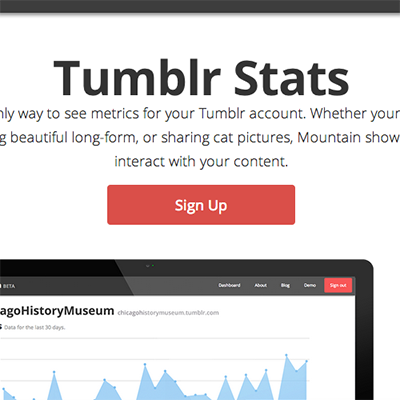 Tumblr Stats
nly way to see metrics for your Tumblr account. Whether your
g beautiful long-form, or sharing cat pictures, Mountain show
interact with your content.
Sign Up
BETA Dashboard About Blog Demo Sign out
agoHistoryMuseum chicagohistorymuseum.tumblr.com
Data for the last 30 days.